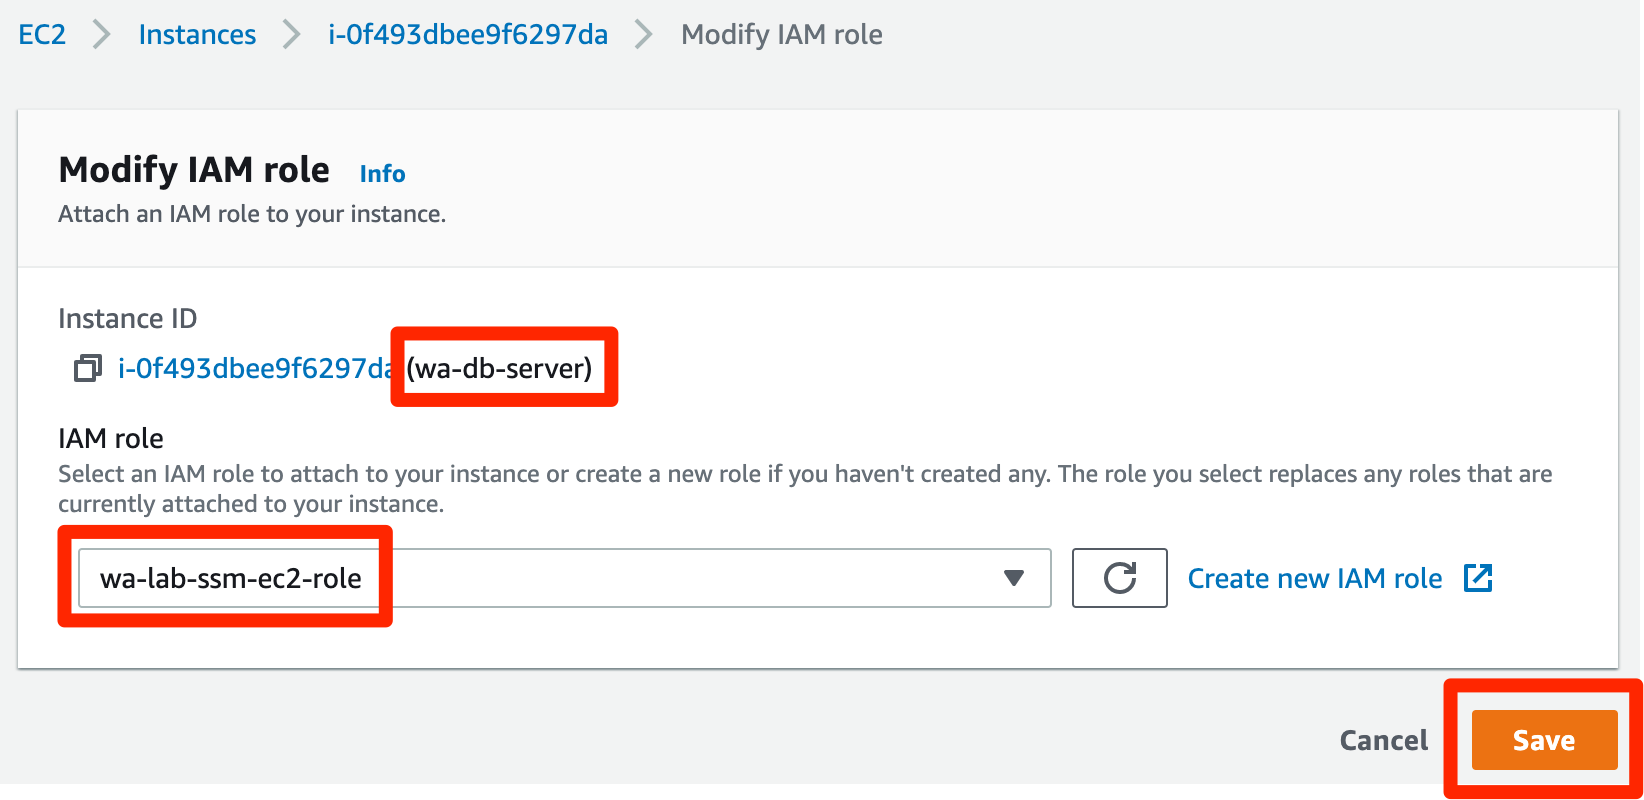 EC2 > Instances > i-0f493dbee9f6297da > Modify IAM role
Modify IAM role Info
Attach an IAM role to your instance.
Instance ID
i-0f493dbee9f6297da (wa-db-server)
IAM role
Select an IAM role to attach to your instance or create a new role if you haven't created any. The role you select replaces any roles that are
currently attached to your instance.
wa-lab-ssm-ec2-role Create new IAM role
Cancel Save